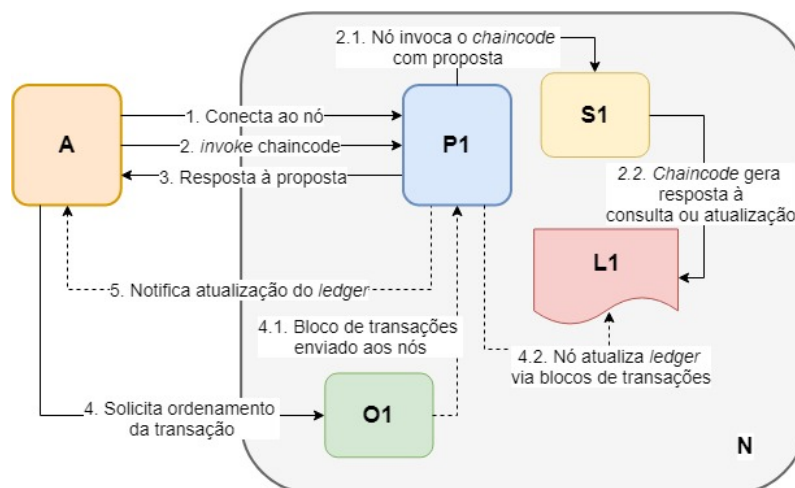 2.1. Nó invoca o chaincode
com proposta
A
1. Conecta ao nó
2. invoke chaincode
3. Resposta à proposta
P1
S1
2.2. Chaincode gera
resposta à
consulta ou atualização
L1
5. Notifica atualização do ledger
4.1. Bloco de transações
enviado aos nós
4.2. Nó atualiza ledger
via blocos de transações
4. Solicita ordenamento
da transação
O1
N